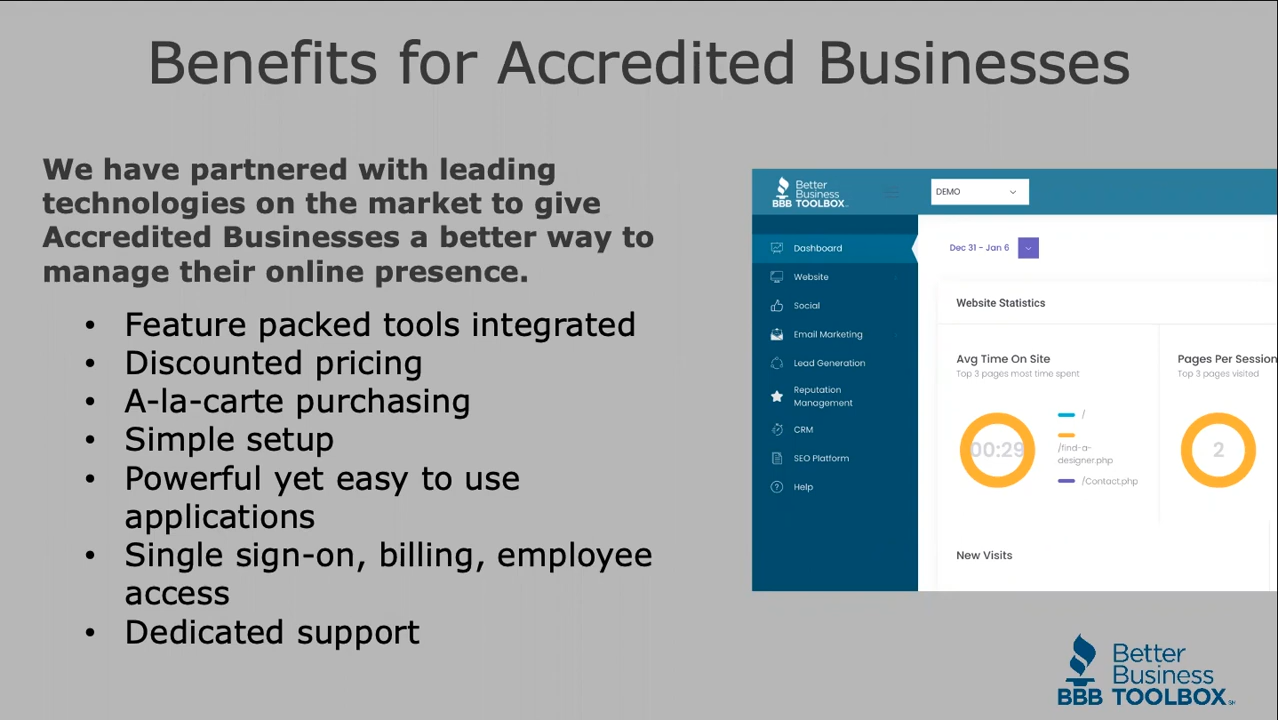 Benefits for Accredited Businesses
We have partnered with leading
technologies on the market to give
Accredited Businesses a better way to
manage their online presence.
• Feature packed tools integrated
• Discounted pricing
• A-la-carte purchasing
• Simple setup
• Powerful yet easy to use
applications
• Single sign-on, billing, employee
access
• Dedicated support
Better
Business
BBB TOOLBOX
DEMO
Dashboard
Website
Social
Email Marketing
Lead Generation
Reputation
Management
CRM
SEO Platform
Help
Dec 31 - Jan 6
Website Statistics
Avg Time On Site
Top 3 pages most time spent
00:29
/
/find-a-
designer.php
/Contact.php
Pages Per Session
Top 3 pages visited
2
New Visits
Better
Business
BBB TOOLBOX